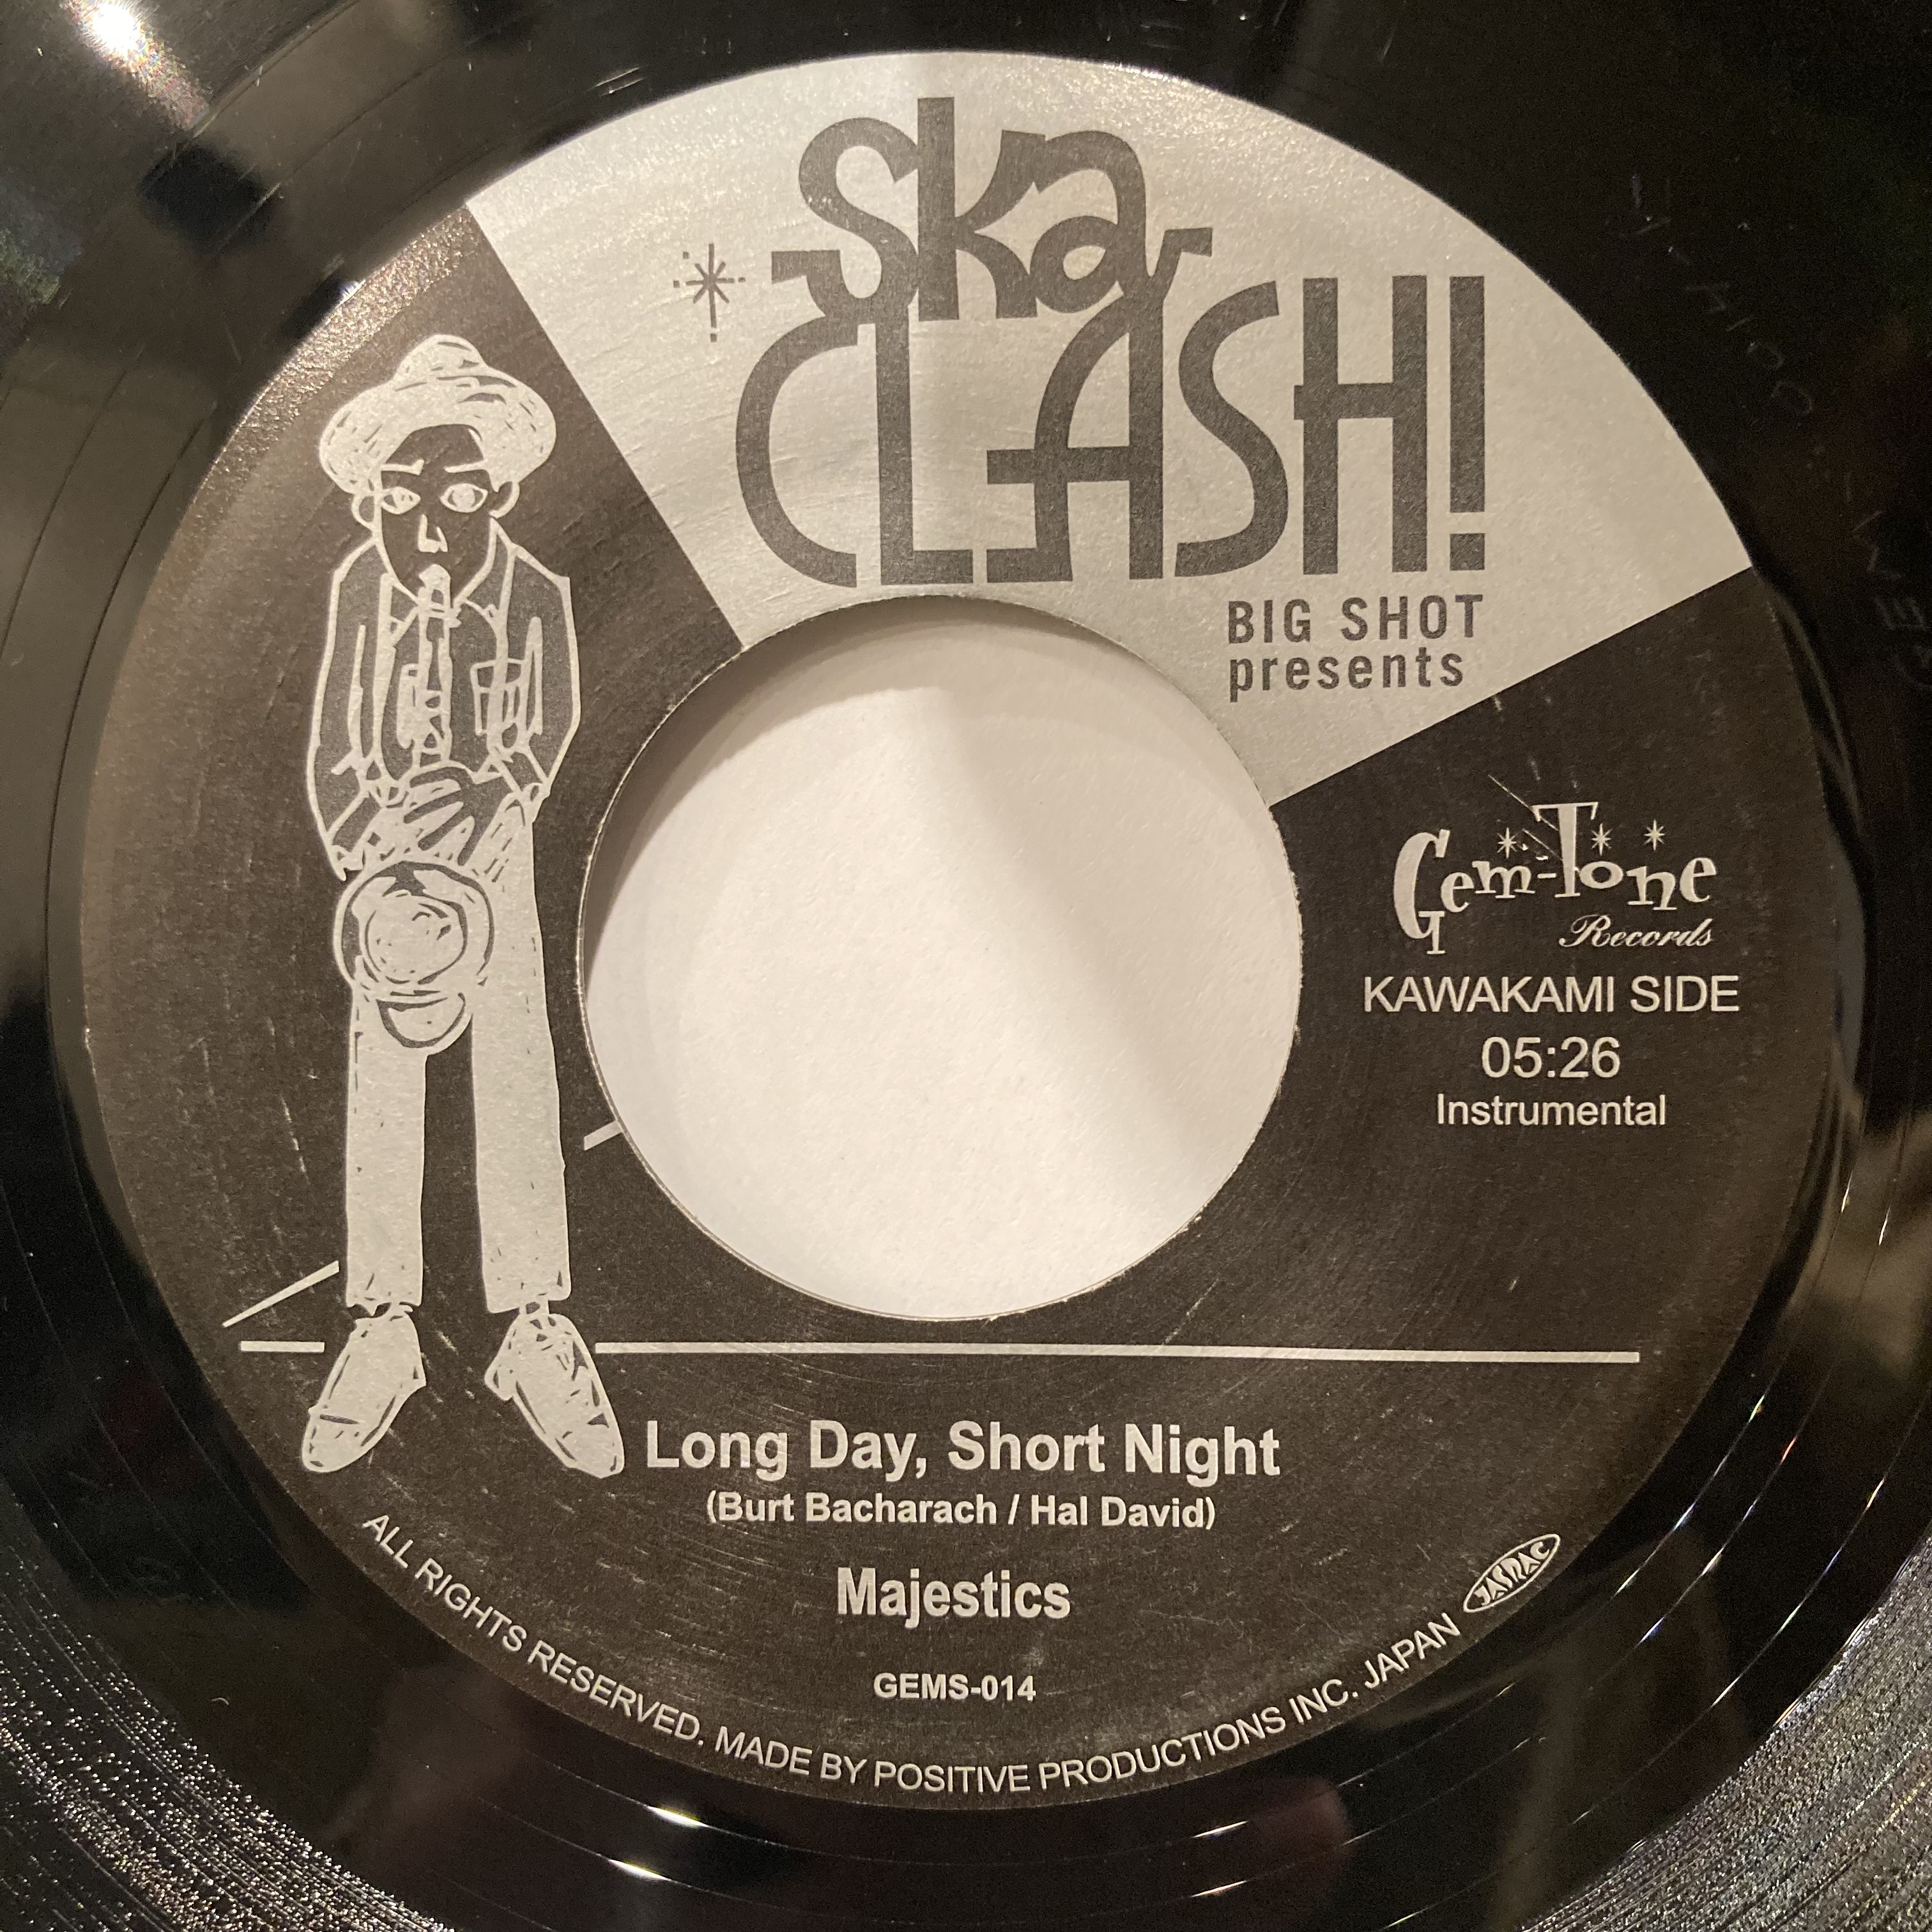 Ska
CLASH!
BIG SHOT
presents
Gem-Tone
Records
KAWAKAMI SIDE
05:26
Instrumental
Long Day, Short Night
(Burt Bacharach / Hal David)
Majestics
GEMS-014
ALL RIGHTS RESERVED. MADE BY POSITIVE PRODUCTIONS INC. JAPAN
JASRAC